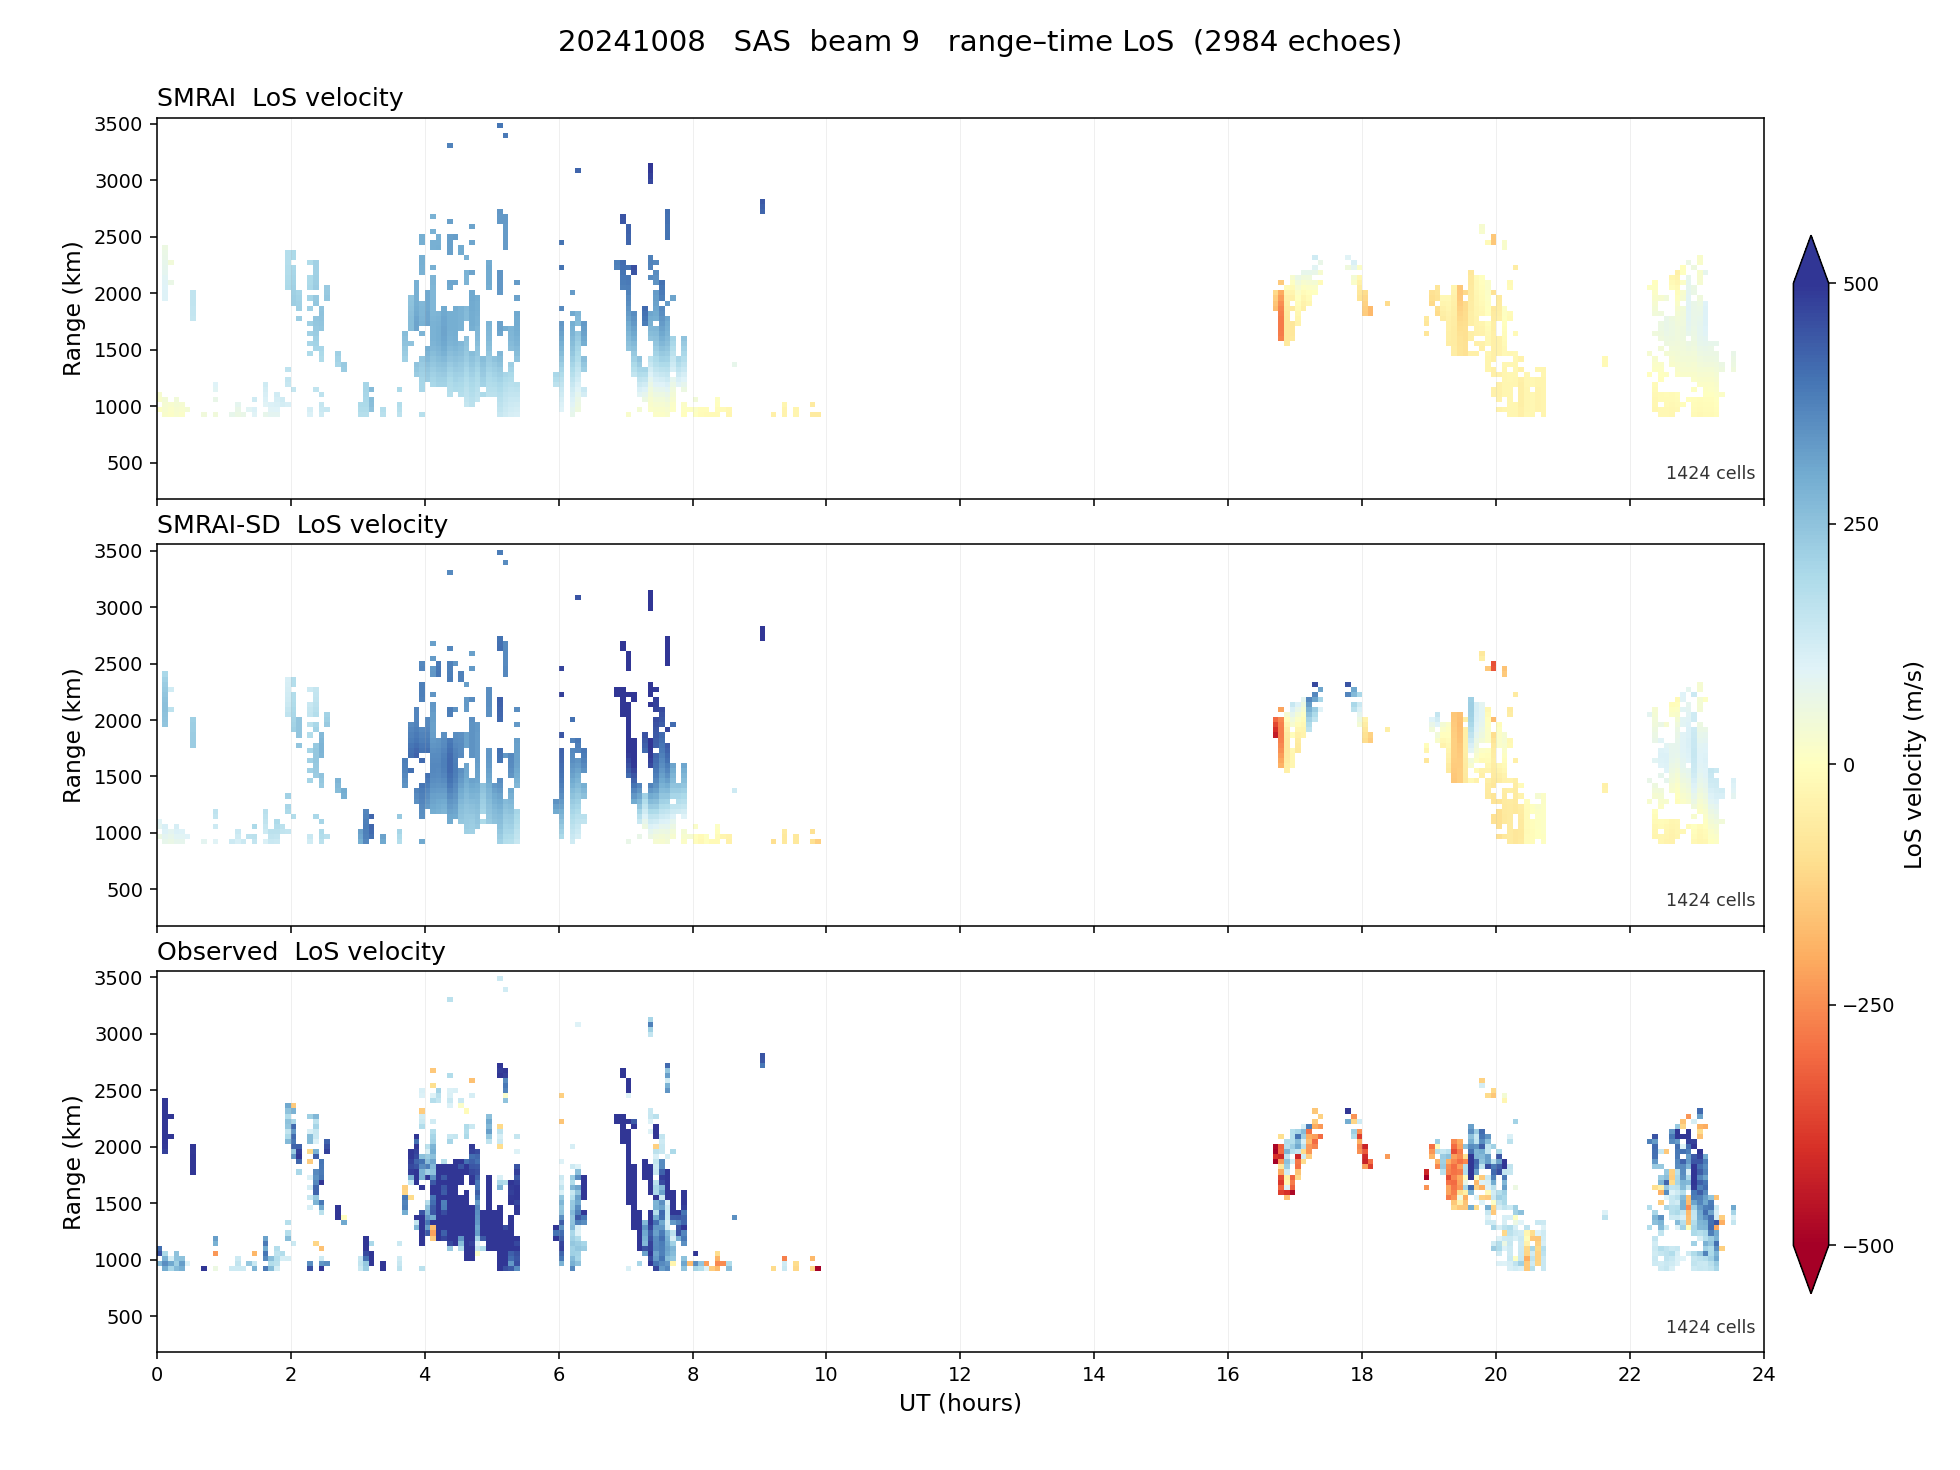 20241008   SAS  beam 9   range–time LoS  (2984 echoes)
SMRAI  LoS velocity
3500
3000
2500
2000
1500
1000
500
Range (km)
1424 cells
SMRAI-SD  LoS velocity
3500
3000
2500
2000
1500
1000
500
Range (km)
1424 cells
Observed  LoS velocity
3500
3000
2500
2000
1500
1000
500
Range (km)
1424 cells
0 2 4 6 8 10 12 14 16 18 20 22 24
UT (hours)
500
250
0
−250
−500
LoS velocity (m/s)